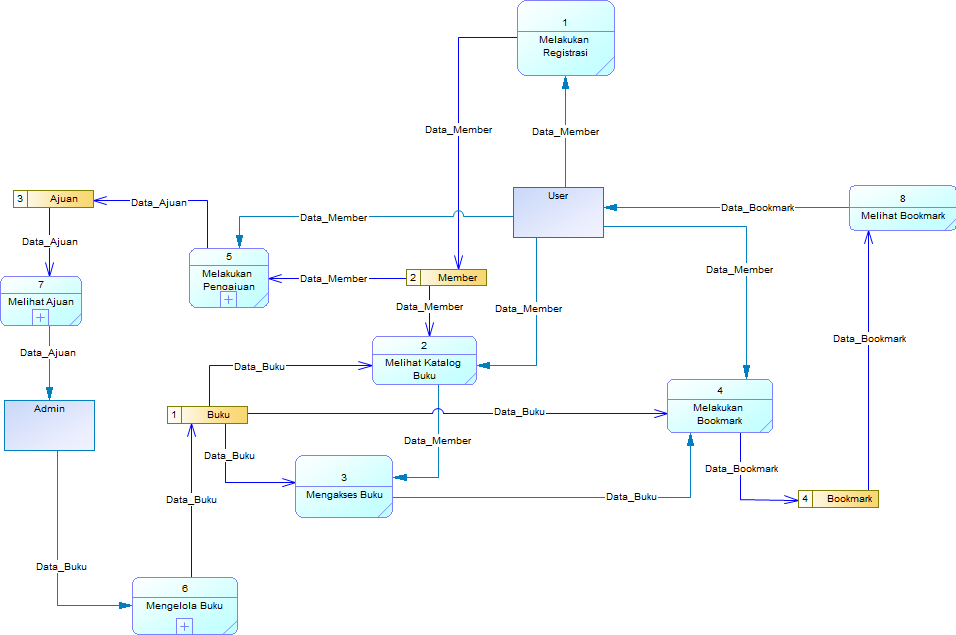 1
Melakukan
Registrasi
Data_Member
Data_Member
3
Ajuan
Data_Ajuan
User
Data_Bookmark
8
Melihat Bookmark
Data_Member
Data_Ajuan
5
Melakukan
Pengajuan
Data_Member
2
Member
Data_Member
7
Melihat Ajuan
Data_Member
Data_Member
Data_Bookmark
Data_Ajuan
2
Melihat Katalog
Buku
Data_Buku
4
Melakukan
Bookmark
Admin
1
Buku
Data_Buku
Data_Member
Data_Buku
Data_Bookmark
3
Mengakses Buku
Data_Buku
Data_Buku
4
Bookmark
Data_Buku
6
Mengelola Buku